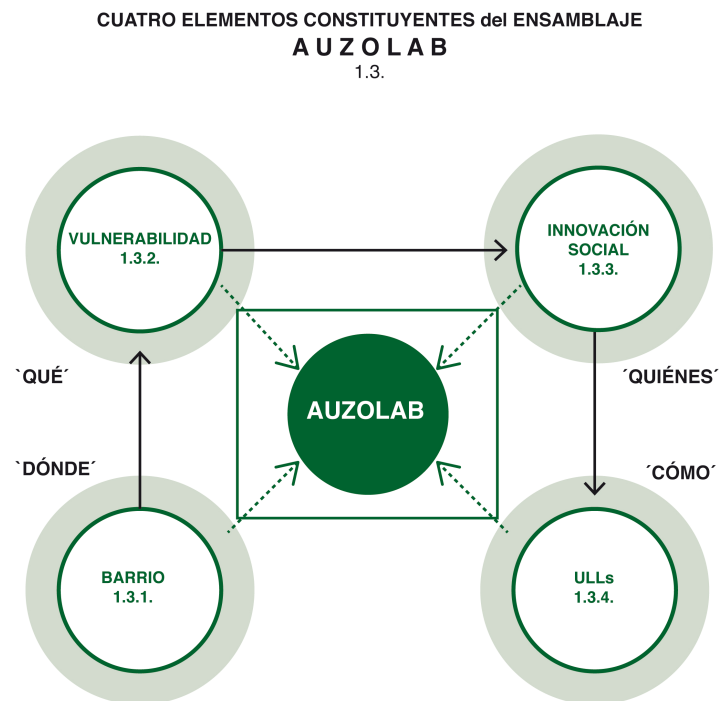 CUATRO ELEMENTOS CONSTITUYENTES del ENSAMBLAJE
AUZOLAB
1.3.
VULNERABILIDAD
1.3.2.
INNOVACIÓN
SOCIAL
1.3.3.
`QUÉ´
´QUIÉNES´
AUZOLAB
`DÓNDE´
´CÓMO´
BARRIO
1.3.1.
ULLs
1.3.4.